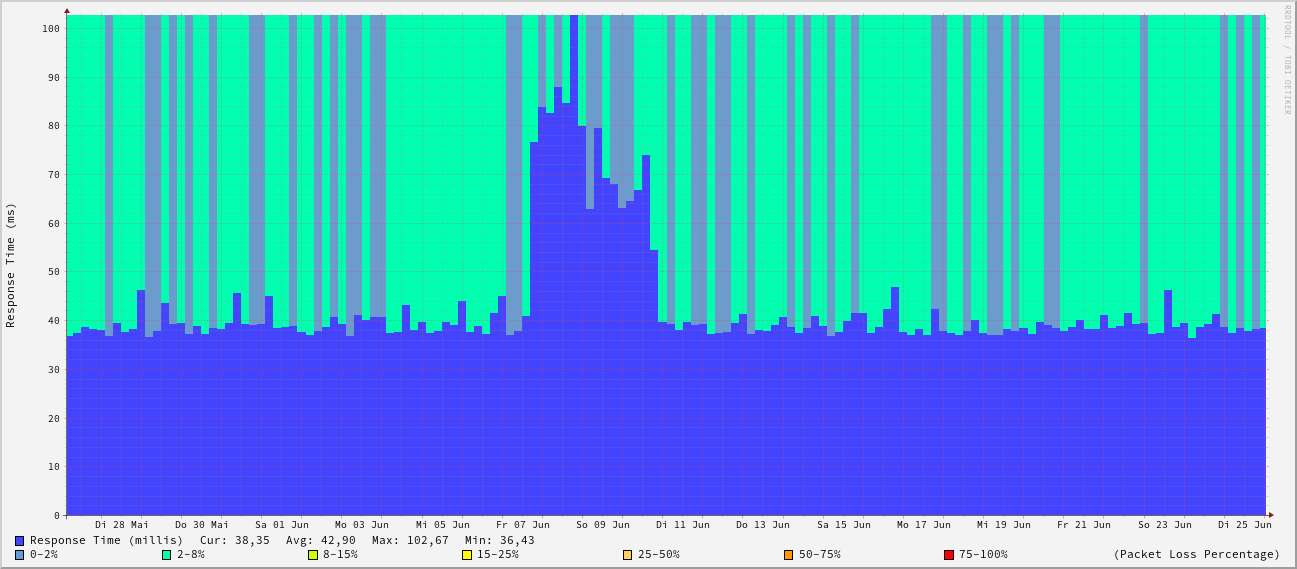 RRDTOOL / TOBI OETIKER
Response Time (ms)
100
90
80
70
60
50
40
30
20
10
0
Di 28 Mai Do 30 Mai Sa 01 Jun Mo 03 Jun Mi 05 Jun Fr 07 Jun So 09 Jun Di 11 Jun Do 13 Jun Sa 15 Jun Mo 17 Jun Mi 19 Jun Fr 21 Jun So 23 Jun Di 25 Jun
Response Time (millis) Cur: 38,35 Avg: 42,90 Max: 102,67 Min: 36,43
0-2% 2-8% 8-15% 15-25% 25-50% 50-75% 75-100% (Packet Loss Percentage)